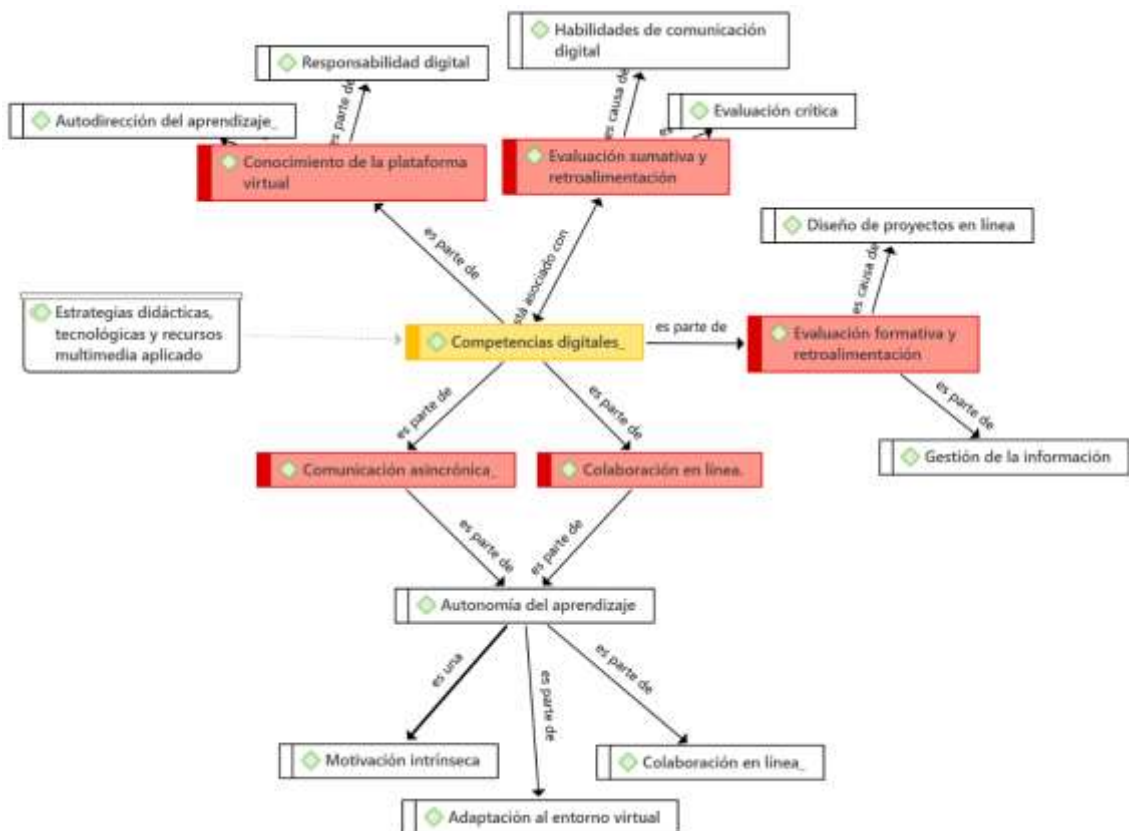 Habilidades de comunicación
digital
Responsabilidad digital
Evaluación crítica
Autodirección del aprendizaje_
es parte de
es causa de
es
Conocimiento de la plataforma
virtual
Evaluación sumativa y
retroalimentación
Diseño de proyectos en línea
es parte de
stá asociado con
es causa de
Estrategias didácticas,
tecnológicas y recursos
multimedia aplicado
Competencias digitales_
es parte de
Evaluación formativa y
retroalimentación
es parte de
es parte de
es parte de
Comunicación asincrónica_
Colaboración en línea.
Gestión de la información
es parte de
es parte de
Autonomía del aprendizaje
es una
es parte de
es parte de
Motivación intrínseca
Colaboración en línea_
Adaptación al entorno virtual